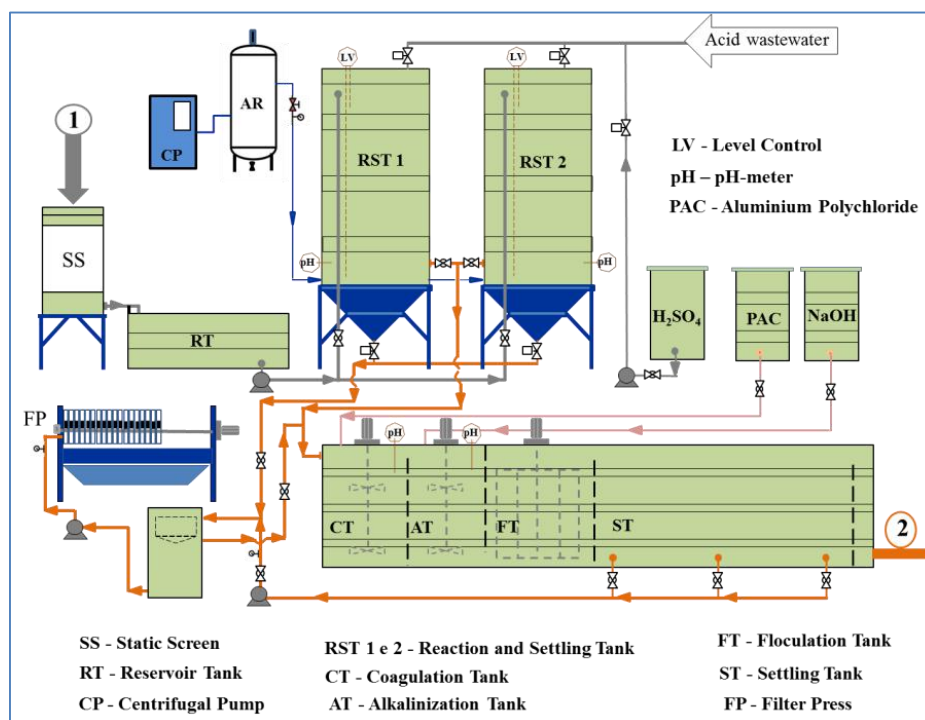 Acid wastewater
1
CP
AR
LV
LV
RST 1
RST 2
LV - Level Control
pH – pH-meter
PAC - Aluminium Polychloride
SS
pH
pH
H₂SO₄
PAC
NaOH
RT
FP
pH
pH
CT
AT
FT
ST
2
SS - Static Screen
RT - Reservoir Tank
CP - Centrifugal Pump
RST 1 e 2 - Reaction and Settling Tank
CT - Coagulation Tank
AT - Alkalinization Tank
FT - Floculation Tank
ST - Settling Tank
FP - Filter Press